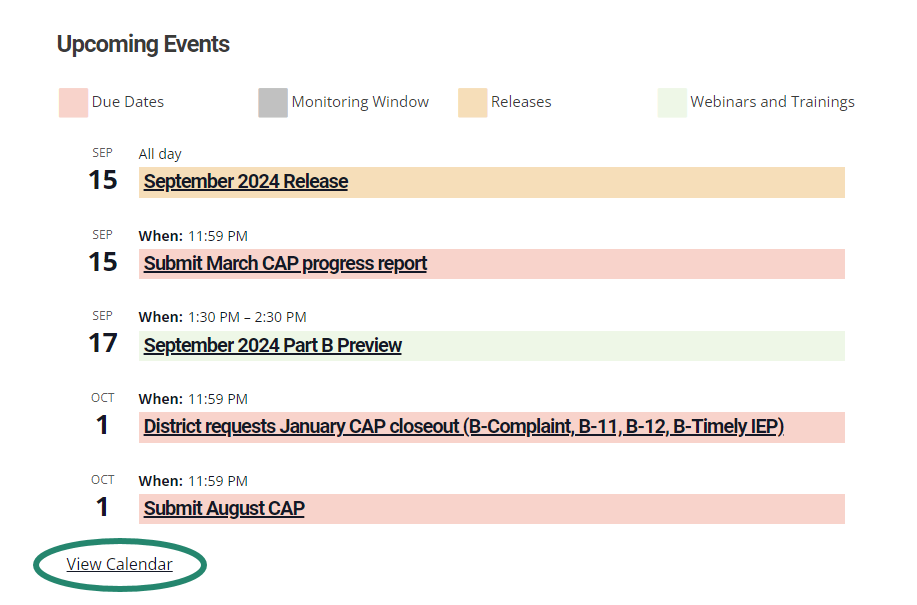 Upcoming Events
Due Dates
Monitoring Window
Releases
Webinars and Trainings
SEP
15
All day
September 2024 Release
SEP
15
When: 11:59 PM
Submit March CAP progress report
SEP
17
When: 1:30 PM – 2:30 PM
September 2024 Part B Preview
OCT
1
When: 11:59 PM
District requests January CAP closeout (B-Complaint, B-11, B-12, B-Timely IEP)
OCT
1
When: 11:59 PM
Submit August CAP
View Calendar